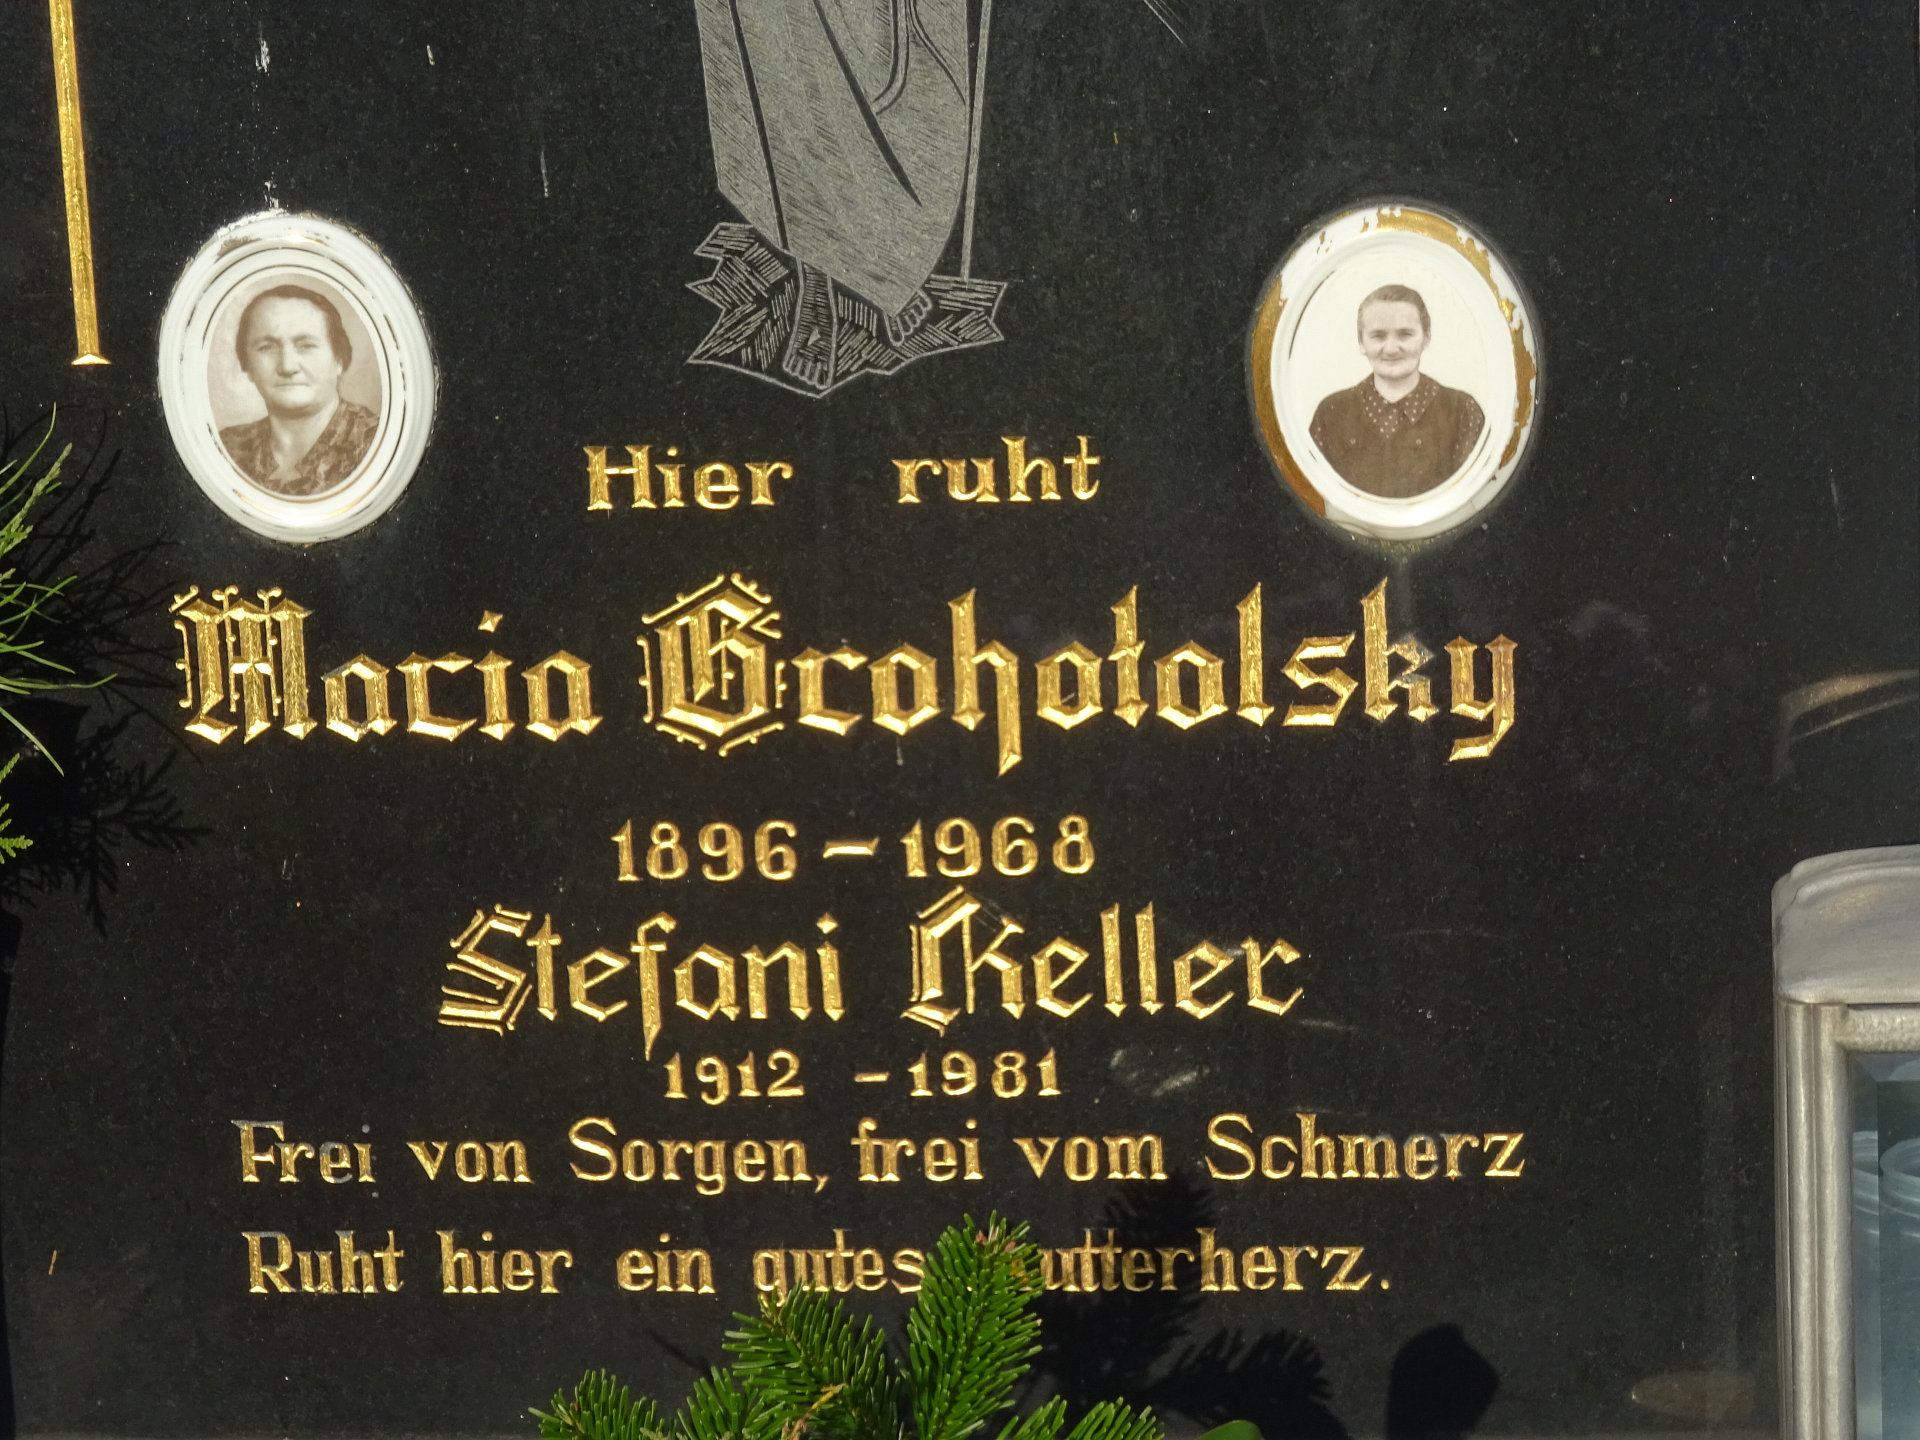 Hier ruht
Maria Grohotolsky
1896 – 1968
Stefani Keller
1912 – 1981
Frei von Sorgen, frei vom Schmerz
Ruht hier ein gutes Mutterherz.